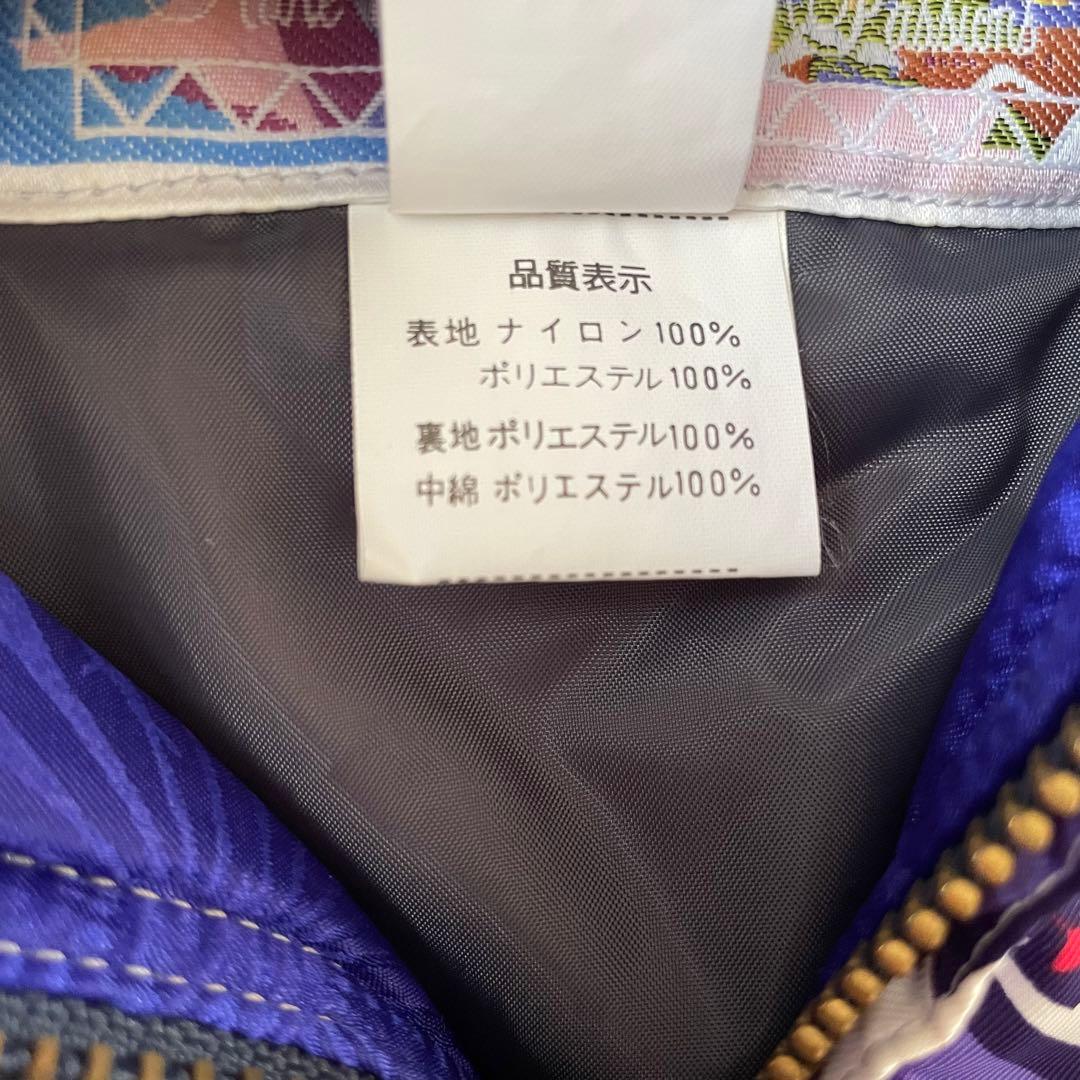 品質表示
表地 ナイロン100%
ポリエステル100%
裏地 ポリエステル100%
中綿 ポリエステル100%